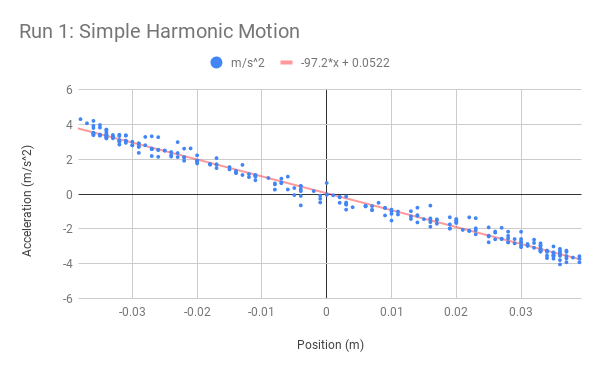 Run 1: Simple Harmonic Motion
m/s^2 -97.2*x + 0.0522
Acceleration (m/s^2)
6
4
2
0
-2
-4
-6
-0.03 -0.02 -0.01 0 0.01 0.02 0.03
Position (m)